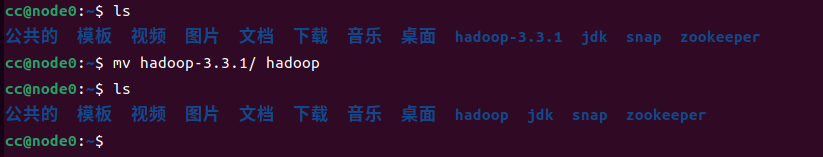 cc@node0:~$ ls
公共的 模板 视频 图片 文档 下载 音乐 桌面 hadoop-3.3.1 jdk snap zookeeper
cc@node0:~$ mv hadoop-3.3.1/ hadoop
cc@node0:~$ ls
公共的 模板 视频 图片 文档 下载 音乐 桌面 hadoop jdk snap zookeeper
cc@node0:~$